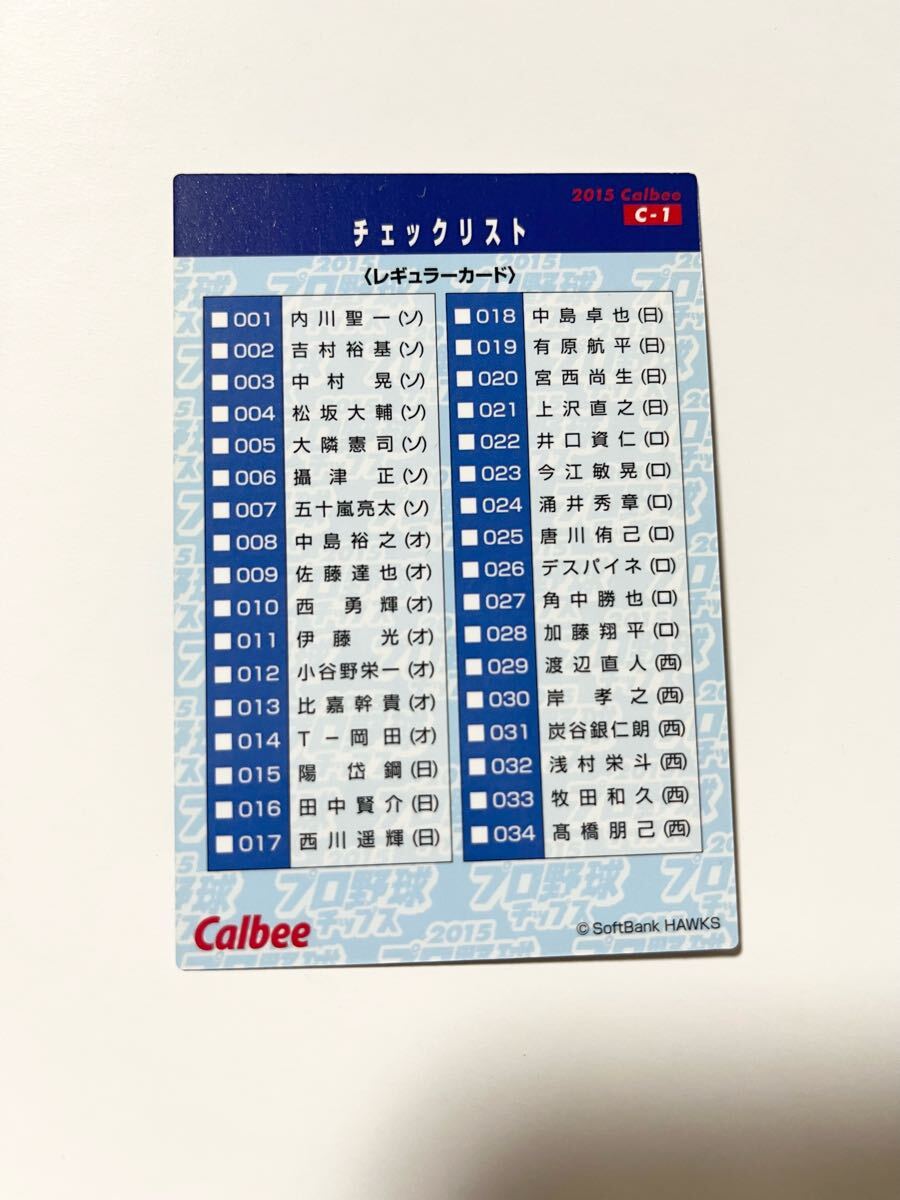 2015 Calbee
C-1
チェックリスト
〈レギュラーカード〉
001 内川聖一(ソ)
002 吉村裕基(ソ)
003 中村 晃(ソ)
004 松坂大輔(ソ)
005 大隣憲司(ソ)
006 攝津 正(ソ)
007 五十嵐亮太(ソ)
008 中島裕之(オ)
009 佐藤達也(オ)
010 西 勇輝(オ)
011 伊藤 光(オ)
012 小谷野栄一(オ)
013 比嘉幹貴(オ)
014 T-岡田(オ)
015 陽 岱鋼(日)
016 田中賢介(日)
017 西川遥輝(日)
018 中島卓也(日)
019 有原航平(日)
020 宮西尚生(日)
021 上沢直之(日)
022 井口資仁(ロ)
023 今江敏晃(ロ)
024 涌井秀章(ロ)
025 唐川侑己(ロ)
026 デスパイネ(ロ)
027 角中勝也(ロ)
028 加藤翔平(ロ)
029 渡辺直人(西)
030 岸 孝之(西)
031 炭谷銀仁朗(西)
032 浅村栄斗(西)
033 牧田和久(西)
034 髙橋朋己(西)
2015
プロ野球
チップス
Calbee
© SoftBank HAWKS